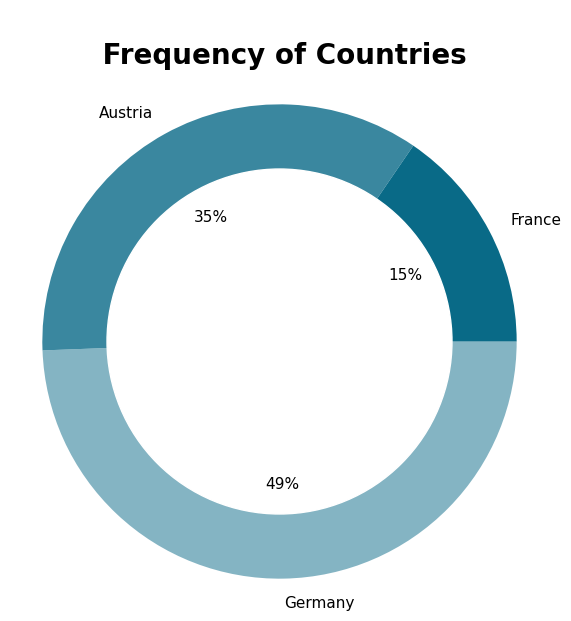 Frequency of Countries
Austria
35%
France
15%
49%
Germany